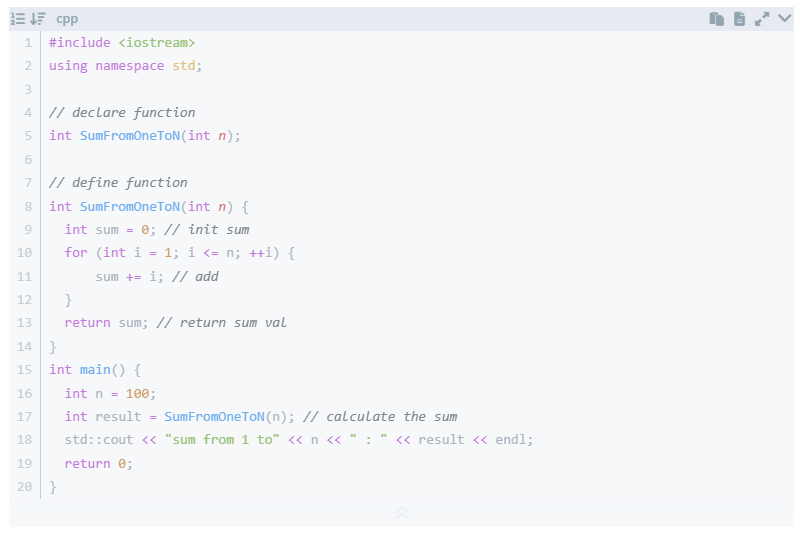 cpp
1 #include <iostream>
2 using namespace std;
3
4 // declare function
5 int SumFromOneToN(int n);
6
7 // define function
8 int SumFromOneToN(int n) {
9   int sum = 0; // init sum
10   for (int i = 1; i <= n; ++i) {
11       sum += i; // add
12   }
13   return sum; // return sum val
14 }
15 int main() {
16   int n = 100;
17   int result = SumFromOneToN(n); // calculate the sum
18   std::cout << "sum from 1 to" << n << " : " << result << endl;
19   return 0;
20 }